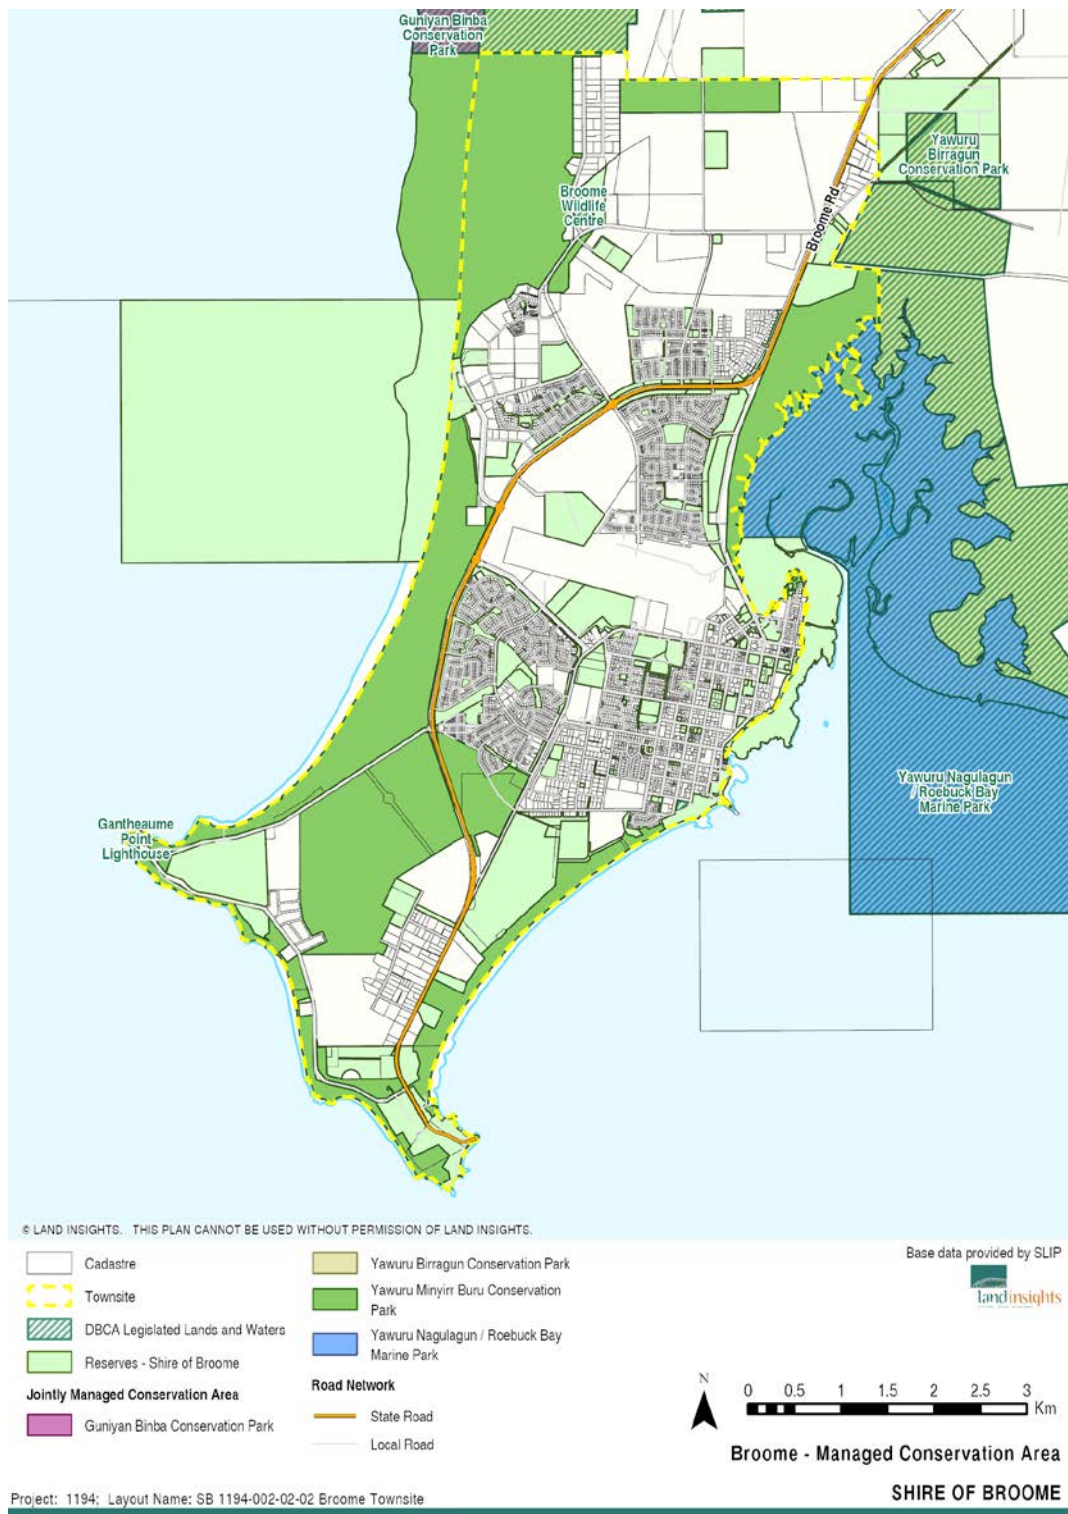 Guniyan Binba
Conservation
Park
Yawuru
Birragun
Conservation Park
Broome
Wildlife
Centre
Broome Rd
Yawuru Nagulagun
/ Roebuck Bay
Marine Park
Gantheaume
Point
Lighthouse
© LAND INSIGHTS. THIS PLAN CANNOT BE USED WITHOUT PERMISSION OF LAND INSIGHTS.
Cadastre
Townsite
DBCA Legislated Lands and Waters
Reserves - Shire of Broome
Jointly Managed Conservation Area
Guniyan Binba Conservation Park
Yawuru Birragun Conservation Park
Yawuru Minyirr Buru Conservation
Park
Yawuru Nagulagun / Roebuck Bay
Marine Park
Road Network
State Road
Local Road
Base data provided by SLIP
landinsights
N
0 0.5 1 1.5 2 2.5 3
Km
Broome - Managed Conservation Area
SHIRE OF BROOME
Project: 1194; Layout Name: SB 1194-002-02-02 Broome Townsite